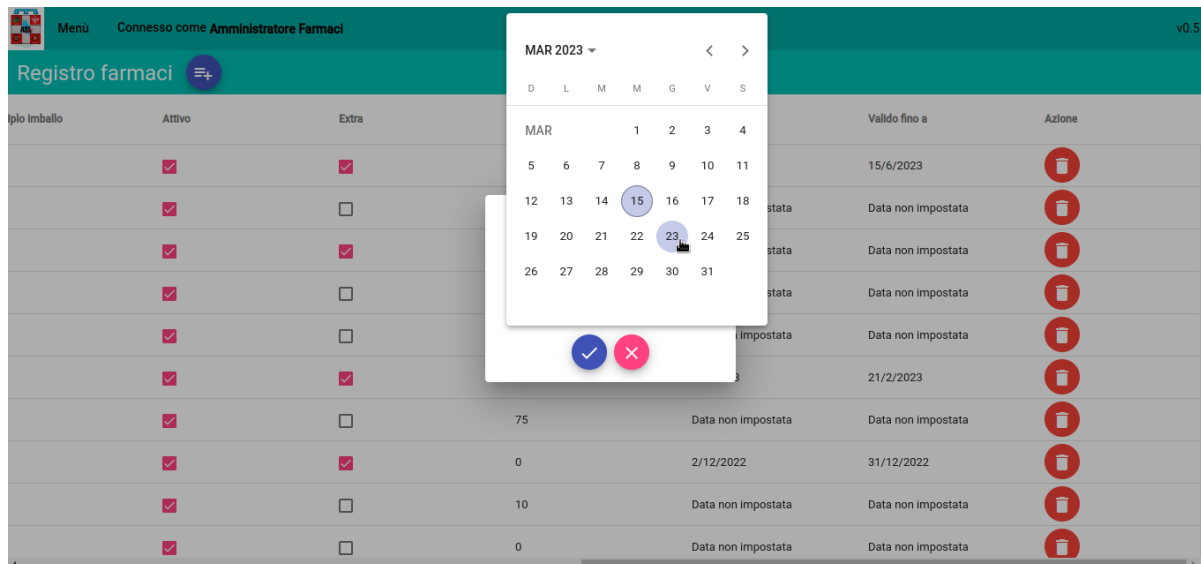 ASL Menù Connesso come Amministratore Farmaci v0.5
Registro farmaci
MAR 2023
D L M M G V S
MAR 1 2 3 4
5 6 7 8 9 10 11
12 13 14 15 16 17 18
19 20 21 22 23 24 25
26 27 28 29 30 31
Imballo Attivo Extra Valido fino a Azione
15/6/2023
Data non impostata
Data non impostata
Data non impostata
impostata Data non impostata
21/2/2023
75 Data non impostata Data non impostata
0 2/12/2022 31/12/2022
10 Data non impostata Data non impostata
0 Data non impostata Data non impostata